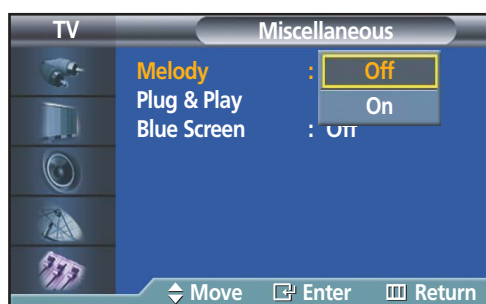 TV Miscellaneous
Melody : Off
On
Plug & Play
Blue Screen : Off
Move Enter Return